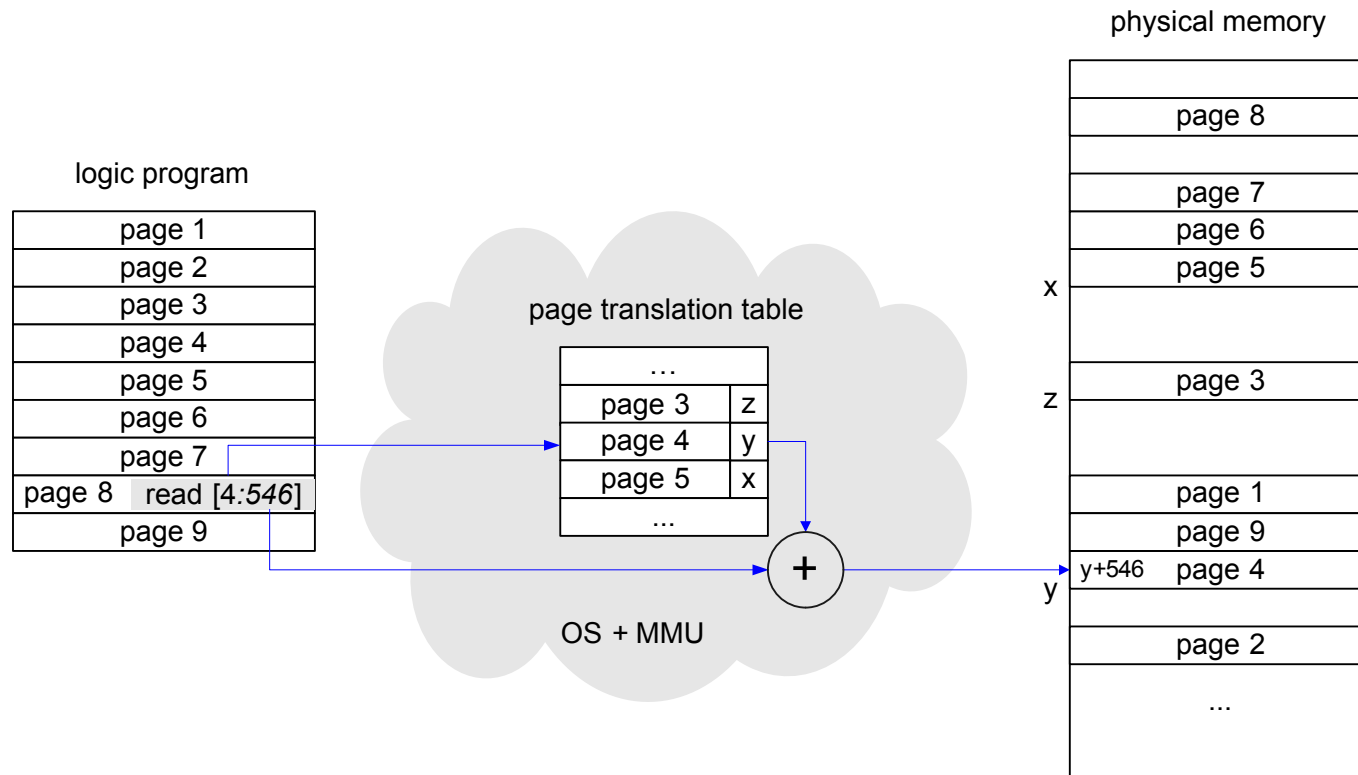 logic program
page 1
page 2
page 3
page 4
page 5
page 6
page 7
page 8 read [4:546]
page 9
page translation table
...
page 3 z
page 4 y
page 5 x
...
+
OS + MMU
physical memory
page 8
page 7
page 6
page 5
x
page 3
z
page 1
page 9
y+546 page 4
y
page 2
...